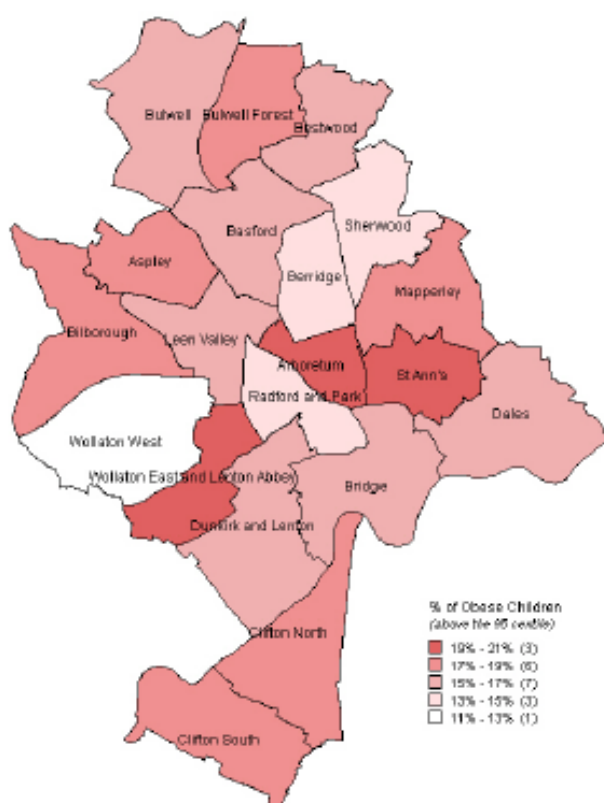 Bulwell
Bulwell Forest
Bestwood
Sherwood
Basford
Aspley
Berridge
Mapperley
Bilborough
Leen Valley
Arboretum
St Ann's
Radford and Park
Dales
Wollaton West
Wollaton East and Lenton Abbey
Bridge
Dunkirk and Lenton
% of Obese Children
(above the 95 centile)
19% - 21% (3)
17% - 19% (6)
15% - 17% (7)
13% - 15% (3)
11% - 13% (1)
Clifton North
Clifton South